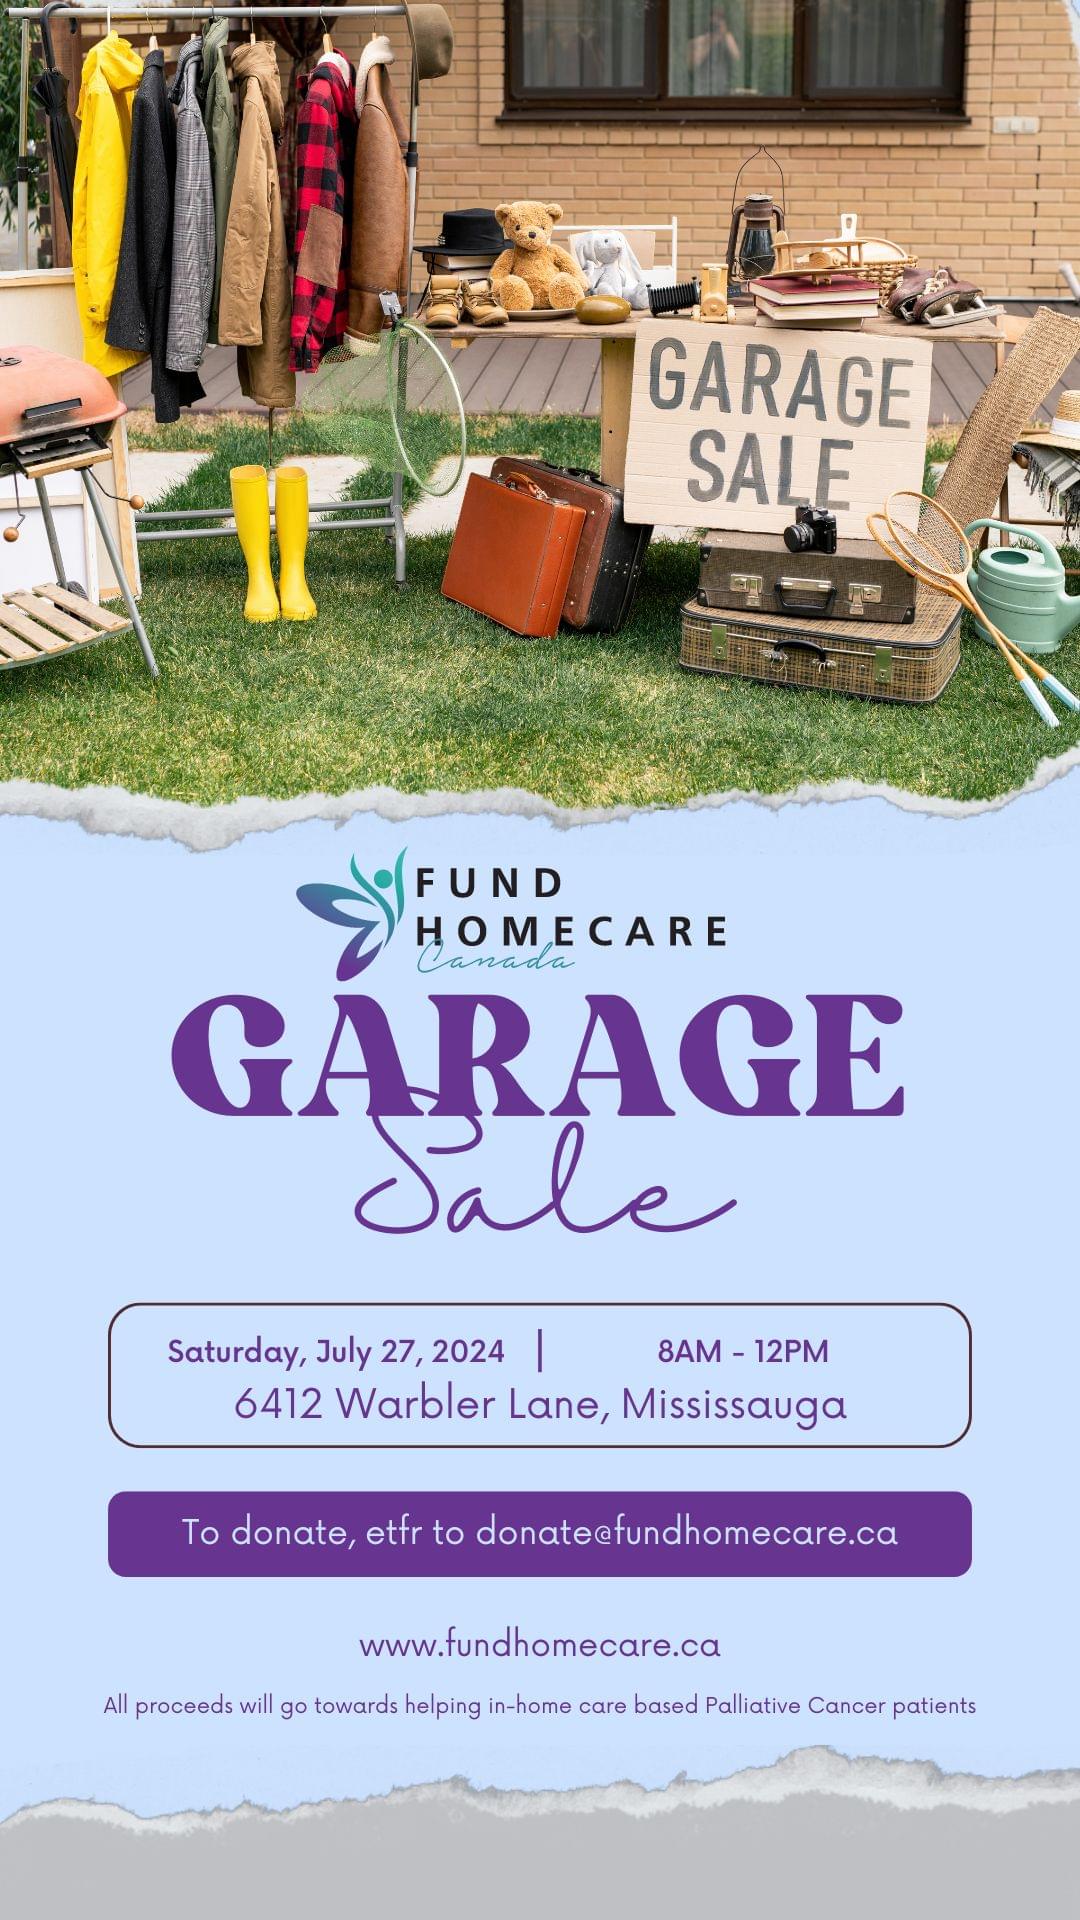 GARAGE
SALE
FUND
HOMECARE
Canada
GARAGE
Sale
Saturday, July 27, 2024 | 8AM - 12PM
6412 Warbler Lane, Mississauga
To donate, etfr to donate@fundhomecare.ca
www.fundhomecare.ca
All proceeds will go towards helping in-home care based Palliative Cancer patients